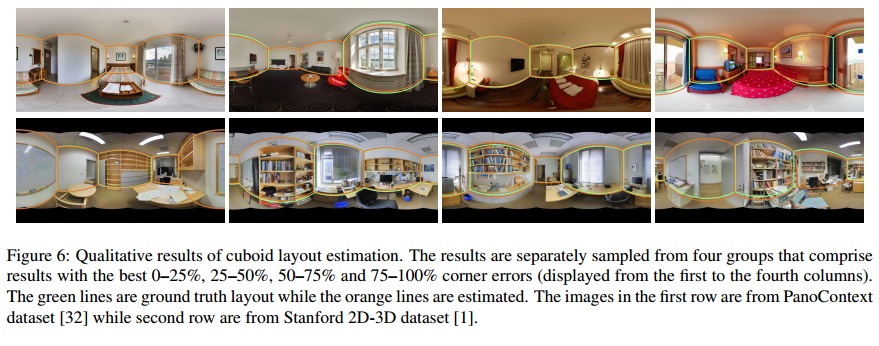 Figure 6: Qualitative results of cuboid layout estimation. The results are separately sampled from four groups that comprise
results with the best 0–25%, 25–50%, 50–75% and 75–100% corner errors (displayed from the first to the fourth columns).
The green lines are ground truth layout while the orange lines are estimated. The images in the first row are from PanoContext
dataset [32] while second row are from Stanford 2D-3D dataset [1].